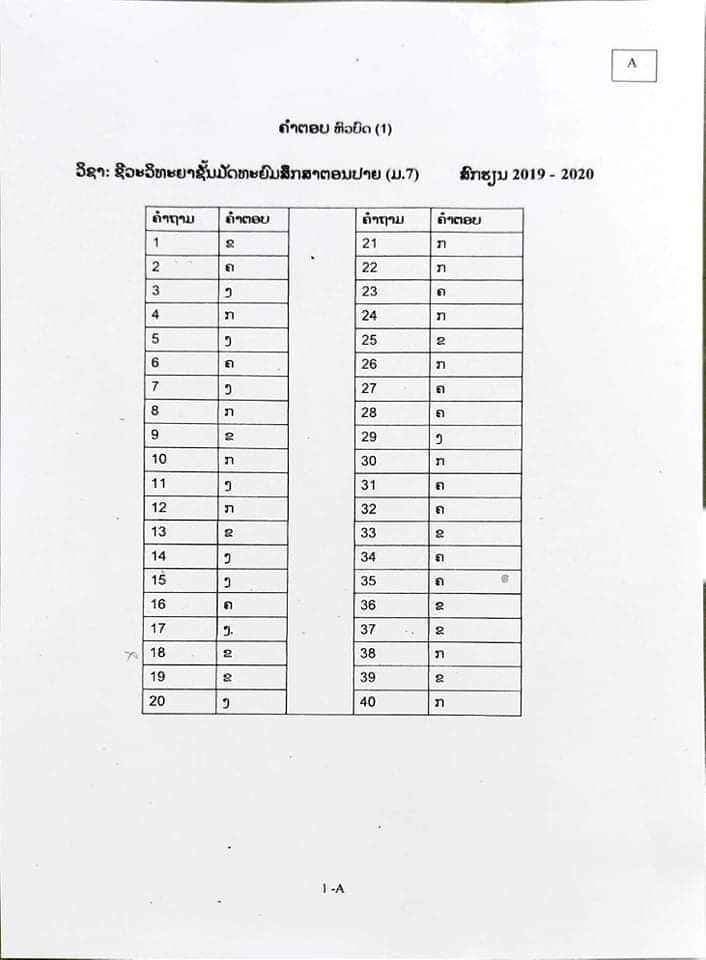 A
ຄຳຕອບ ຫົວບົດ (1)
ວິຊາ: ຊີວະວິທະຍາຊັ້ນມັດທະຍົມສຶກສາຕອນປາຍ (ມ.7) ສົກຮຽນ 2019 - 2020
ຄຳຖາມ ຄຳຕອບ ຄຳຖາມ ຄຳຕອບ
1 ຂ 21 ກ
2 ຄ 22 ກ
3 ງ 23 ຄ
4 ກ 24 ກ
5 ງ 25 ຂ
6 ຄ 26 ກ
7 ງ 27 ຄ
8 ກ 28 ຄ
9 ຂ 29 ງ
10 ກ 30 ກ
11 ງ 31 ຄ
12 ກ 32 ຄ
13 ຂ 33 ຂ
14 ງ 34 ຄ
15 ງ 35 ຄ
16 ຄ 36 ຂ
17 ງ. 37 ຂ
18 ຂ 38 ກ
19 ຂ 39 ຂ
20 ງ 40 ກ
1 -A